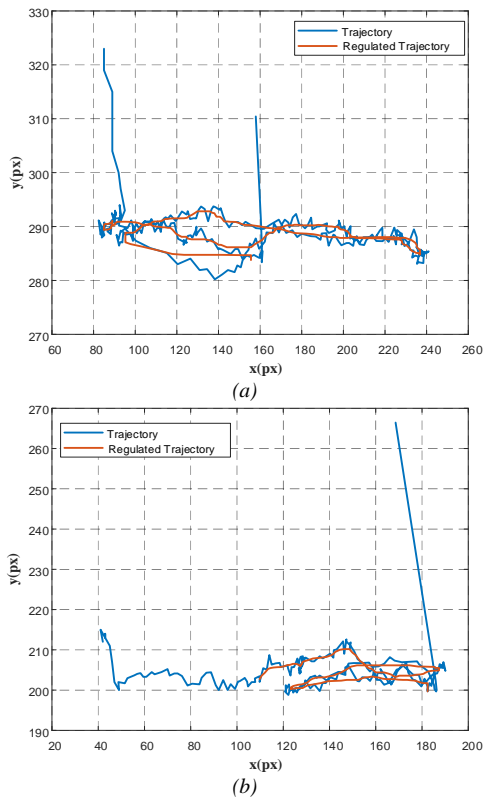 330
320
310
300
290
280
270
y(px)
Trajectory
Regulated Trajectory
60 80 100 120 140 160 180 200 220 240 260
x(px)
(a)
270
260
250
240
230
220
210
200
190
y(px)
Trajectory
Regulated Trajectory
20 40 60 80 100 120 140 160 180 200
x(px)
(b)